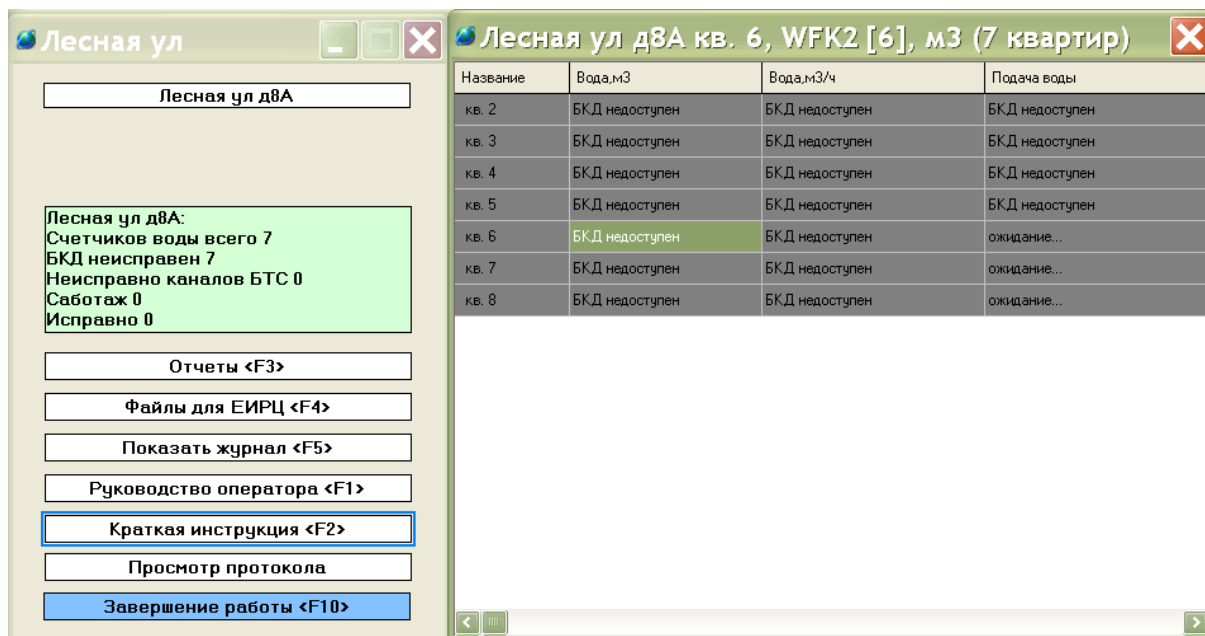 Лесная ул
Лесная ул д8А
Лесная ул д8А:
Счетчиков воды всего 7
БКД неисправен 7
Неисправно каналов БТС 0
Саботаж 0
Исправно 0
Отчеты <F3>
Файлы для ЕИРЦ <F4>
Показать журнал <F5>
Руководство оператора <F1>
Краткая инструкция <F2>
Просмотр протокола
Завершение работы <F10>
Лесная ул д8А кв. 6, WFK2 [6], м3 (7 квартир)
Название Вода,м3 Вода,м3/ч Подача воды
кв. 2 БКД недоступен БКД недоступен БКД недоступен
кв. 3 БКД недоступен БКД недоступен БКД недоступен
кв. 4 БКД недоступен БКД недоступен БКД недоступен
кв. 5 БКД недоступен БКД недоступен БКД недоступен
кв. 6 БКД недоступен БКД недоступен ожидание...
кв. 7 БКД недоступен БКД недоступен ожидание...
кв. 8 БКД недоступен БКД недоступен ожидание...